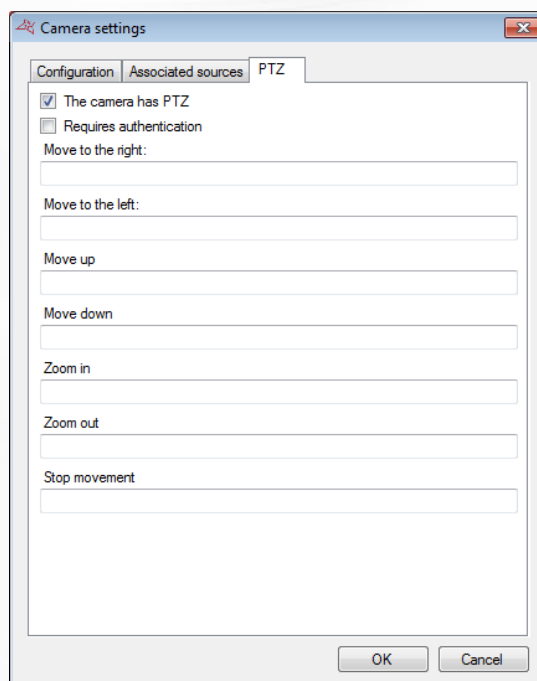 Camera settings
Configuration Associated sources PTZ
The camera has PTZ
Requires authentication
Move to the right:
Move to the left:
Move up
Move down
Zoom in
Zoom out
Stop movement
OK Cancel